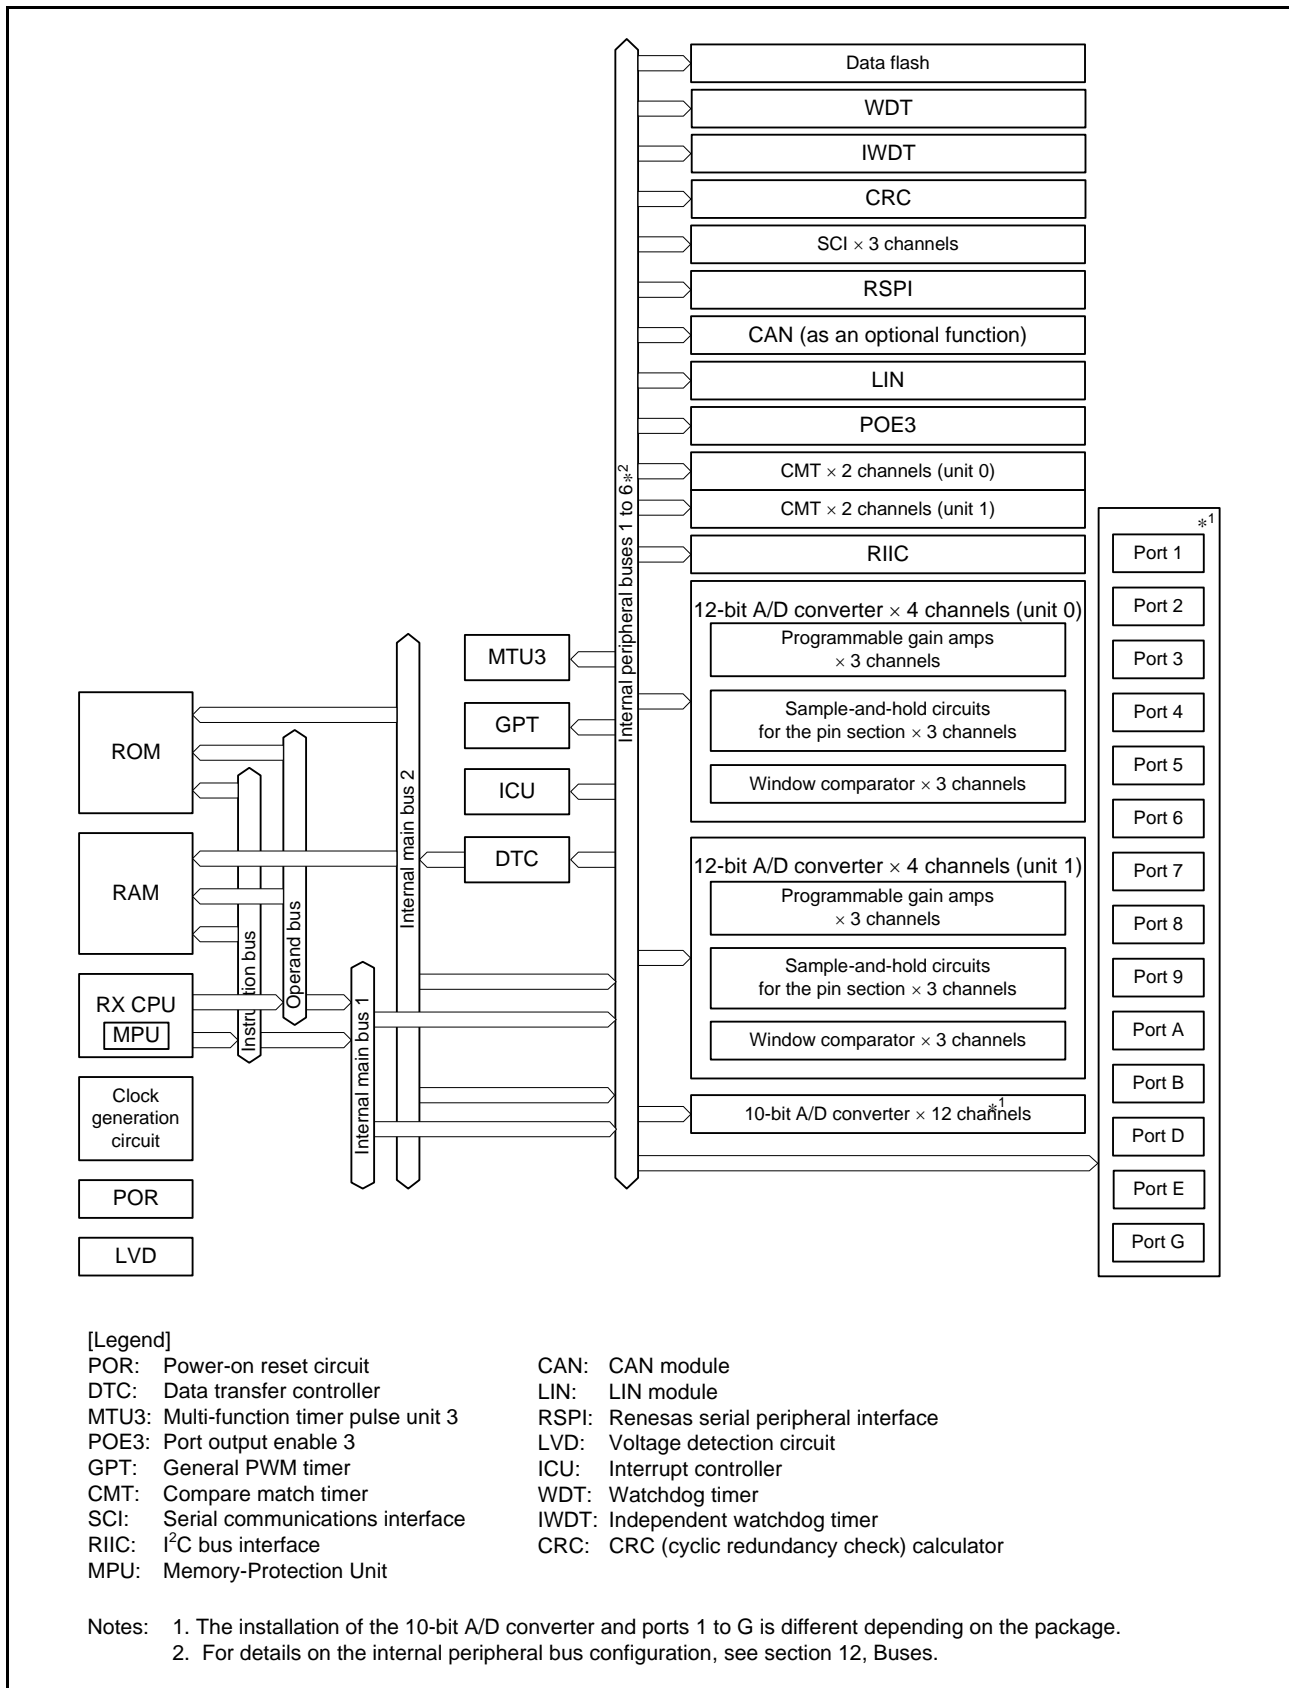 Data flash
WDT
IWDT
CRC
SCI × 3 channels
RSPI
CAN (as an optional function)
LIN
POE3
CMT × 2 channels (unit 0)
CMT × 2 channels (unit 1)
RIIC
12-bit A/D converter × 4 channels (unit 0)
Programmable gain amps
× 3 channels
Sample-and-hold circuits
for the pin section × 3 channels
Window comparator × 3 channels
12-bit A/D converter × 4 channels (unit 1)
Programmable gain amps
× 3 channels
Sample-and-hold circuits
for the pin section × 3 channels
Window comparator × 3 channels
10-bit A/D converter × 12 channels *1
Internal peripheral buses 1 to 6 *2
MTU3
GPT
ICU
DTC
Internal main bus 2
Internal main bus 1
Operand bus
Instruction bus
ROM
RAM
RX CPU
MPU
Clock
generation
circuit
POR
LVD
*1
Port 1
Port 2
Port 3
Port 4
Port 5
Port 6
Port 7
Port 8
Port 9
Port A
Port B
Port D
Port E
Port G
[Legend]
POR: Power-on reset circuit
DTC: Data transfer controller
MTU3: Multi-function timer pulse unit 3
POE3: Port output enable 3
GPT: General PWM timer
CMT: Compare match timer
SCI: Serial communications interface
RIIC: I²C bus interface
MPU: Memory-Protection Unit
CAN: CAN module
LIN: LIN module
RSPI: Renesas serial peripheral interface
LVD: Voltage detection circuit
ICU: Interrupt controller
WDT: Watchdog timer
IWDT: Independent watchdog timer
CRC: CRC (cyclic redundancy check) calculator
Notes: 1. The installation of the 10-bit A/D converter and ports 1 to G is different depending on the package.
2. For details on the internal peripheral bus configuration, see section 12, Buses.